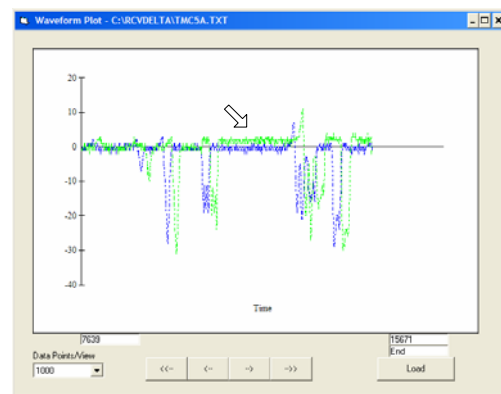 Waveform Plot - C:\RCVDELTA\TMC5A.TXT
20
10
0
-10
-20
-30
-40
Time
7639
15671
Data Points/View
End
1000
<<-
<-
->
->>
Load